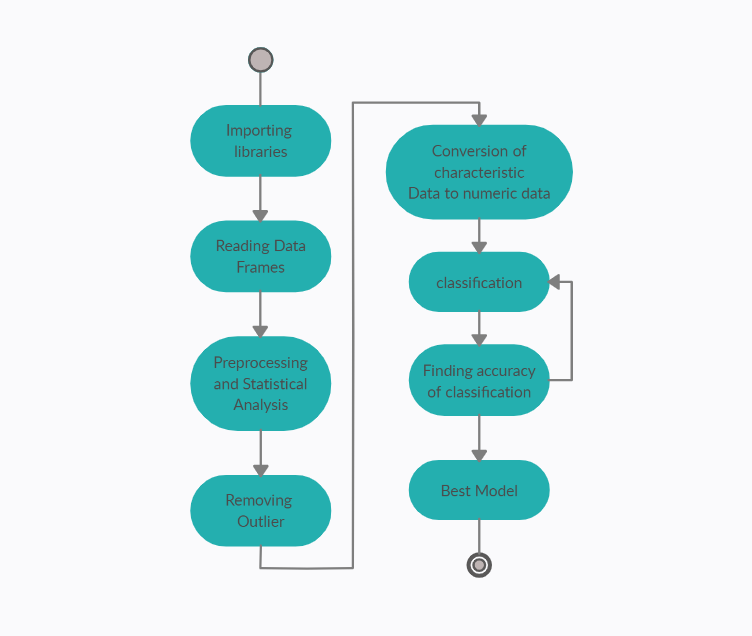 Importing
libraries
Reading Data
Frames
Preprocessing
and Statistical
Analysis
Removing
Outlier
Conversion of
characteristic
Data to numeric data
classification
Finding accuracy
of classification
Best Model